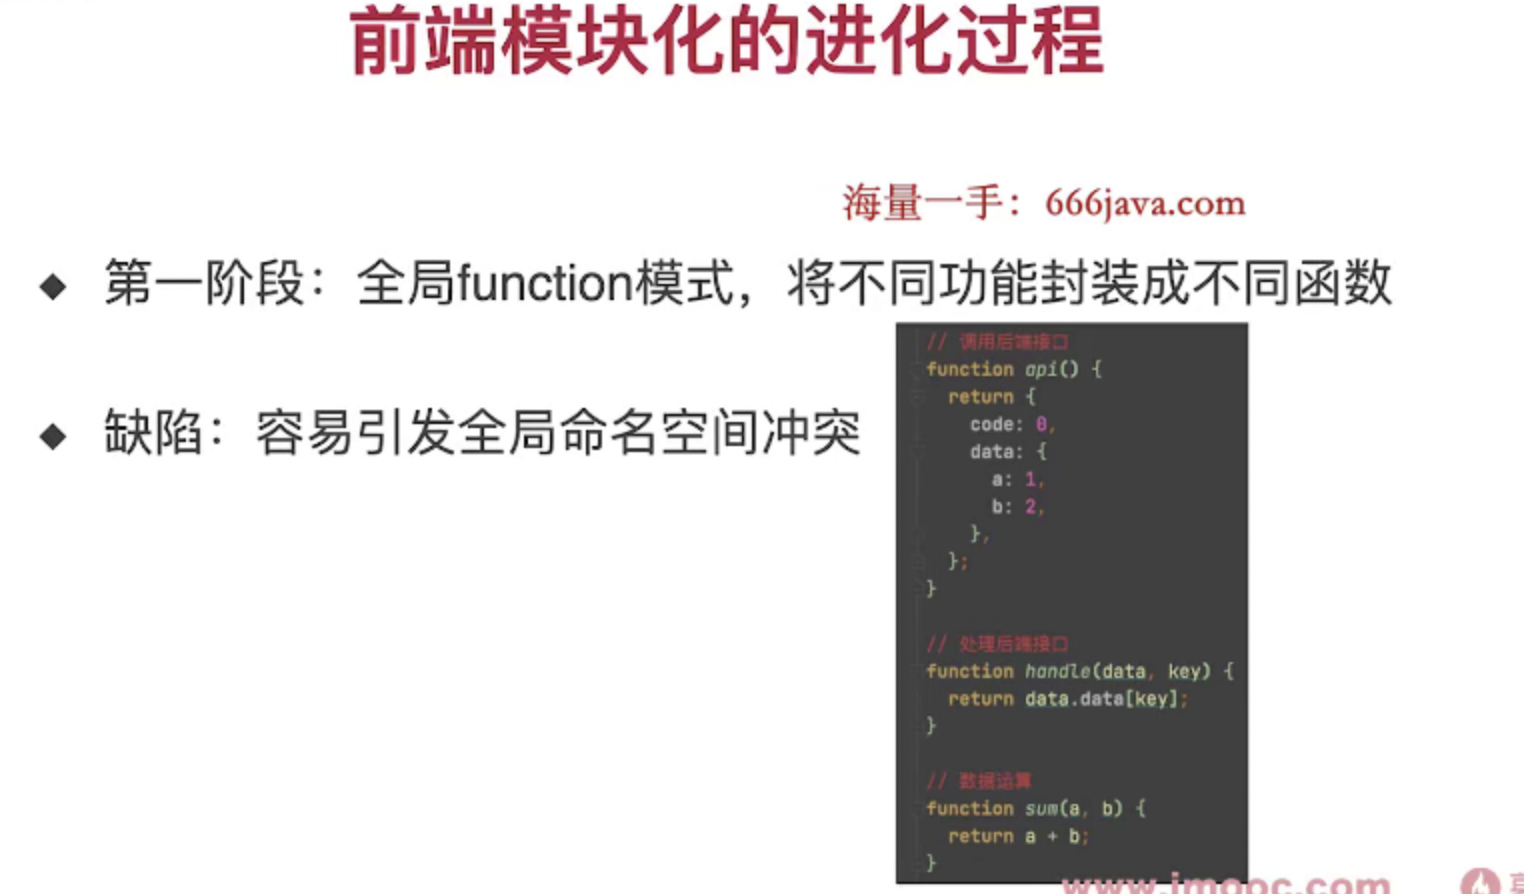 前端模块化的进化过程
海量一手：666java.com
◆ 第一阶段：全局function模式，将不同功能封装成不同函数
◆ 缺陷：容易引发全局命名空间冲突
// 调用后端接口
function api() {
return {
code: 0,
data: {
a: 1,
b: 2,
},
};
}
// 处理后端接口
function handle(data, key) {
return data.data[key];
}
// 数据运算
function sum(a, b) {
return a + b;
}
www.imooc.com